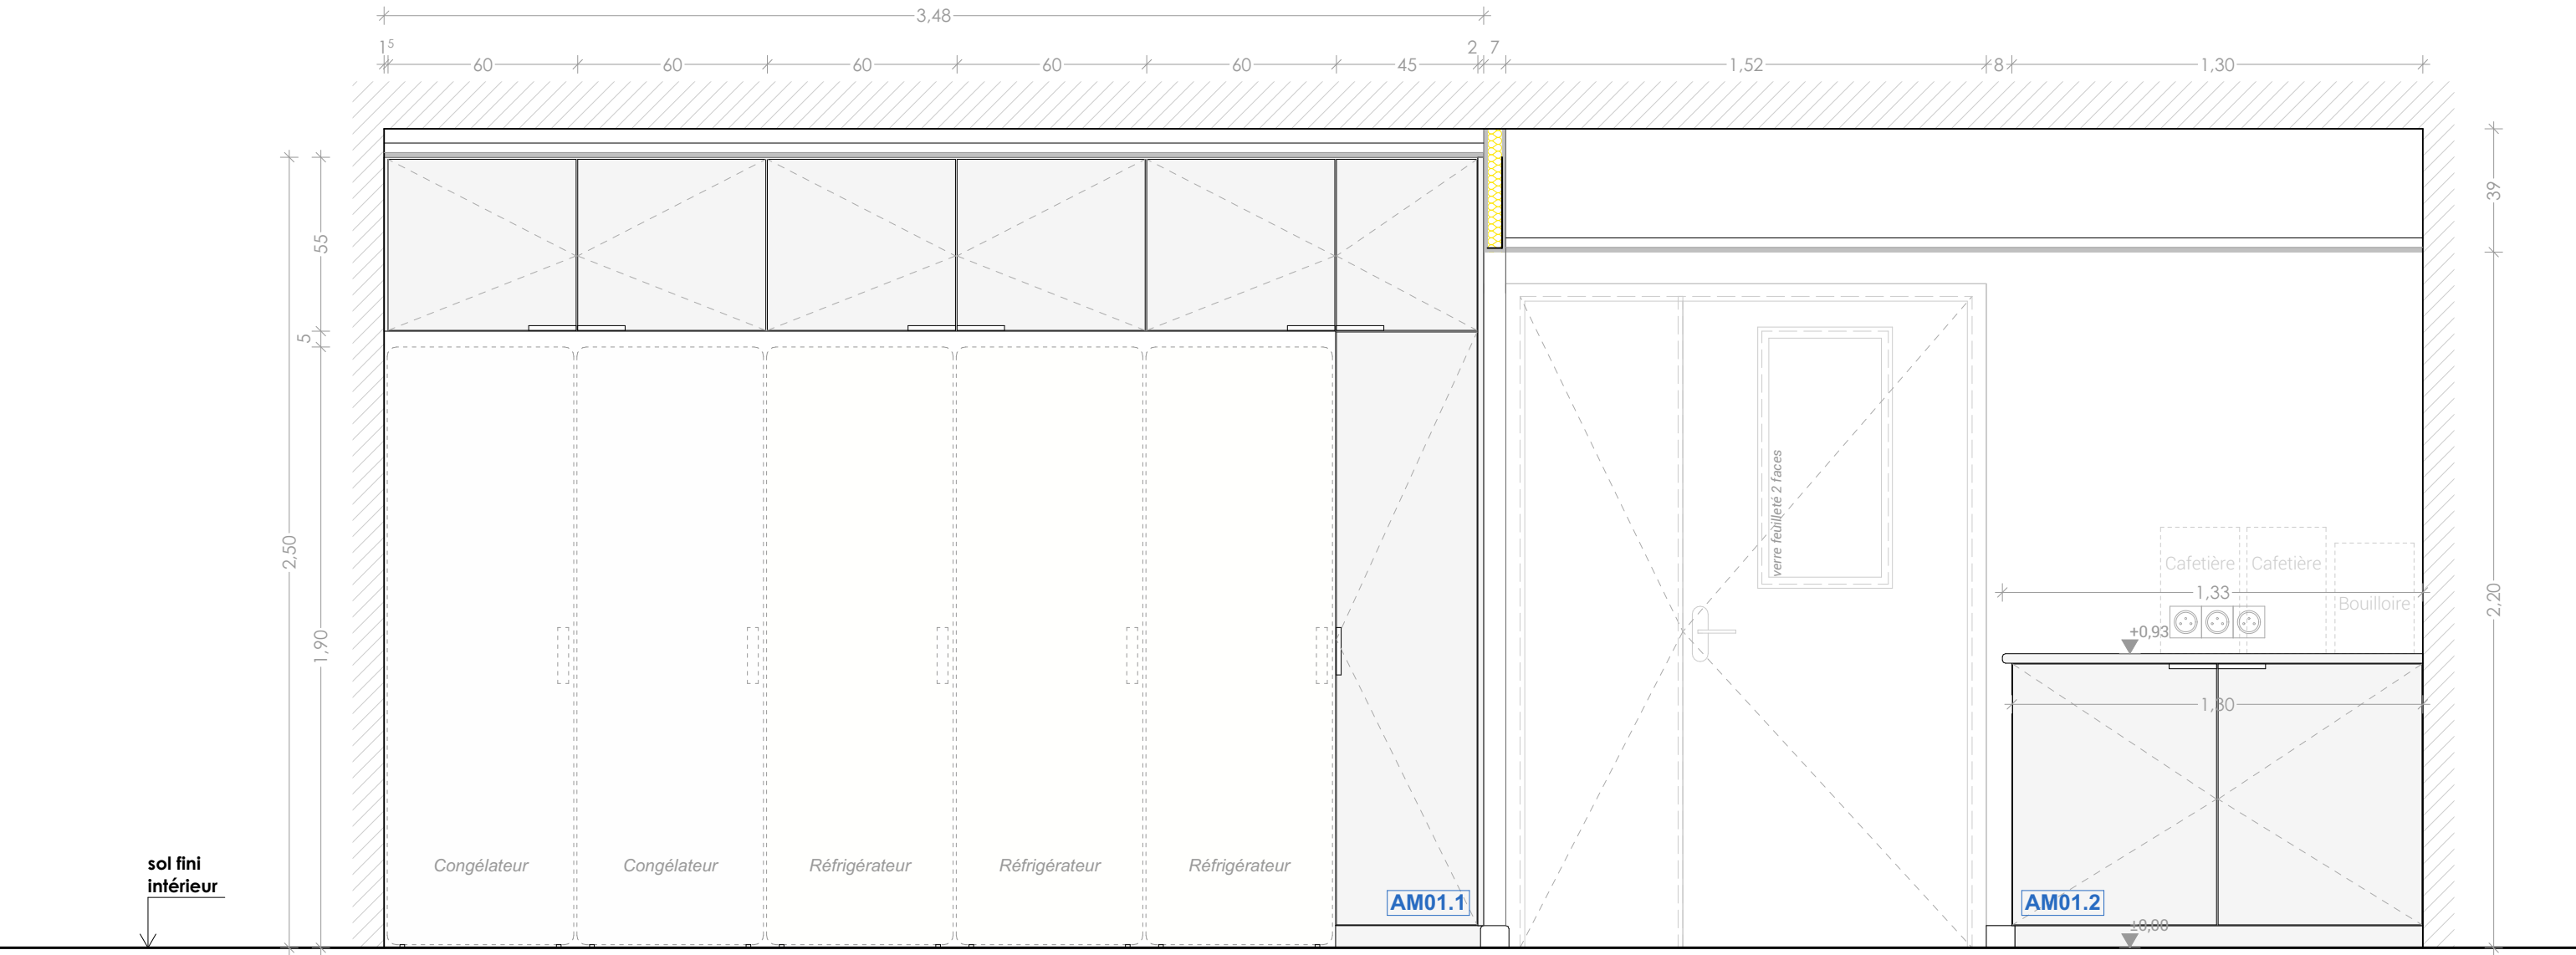 3,48
1⁵ 60 60 60 60 60 45 2 7 1,52 8 1,30
39
55
5
2,50
1,90
2,20
verre feuilleté 2 faces
Cafetière Cafetière
1,33
Bouilloire
+0,93
1,30
Congélateur Congélateur Réfrigérateur Réfrigérateur Réfrigérateur
sol fini
intérieur
AM01.1 AM01.2
±0,00